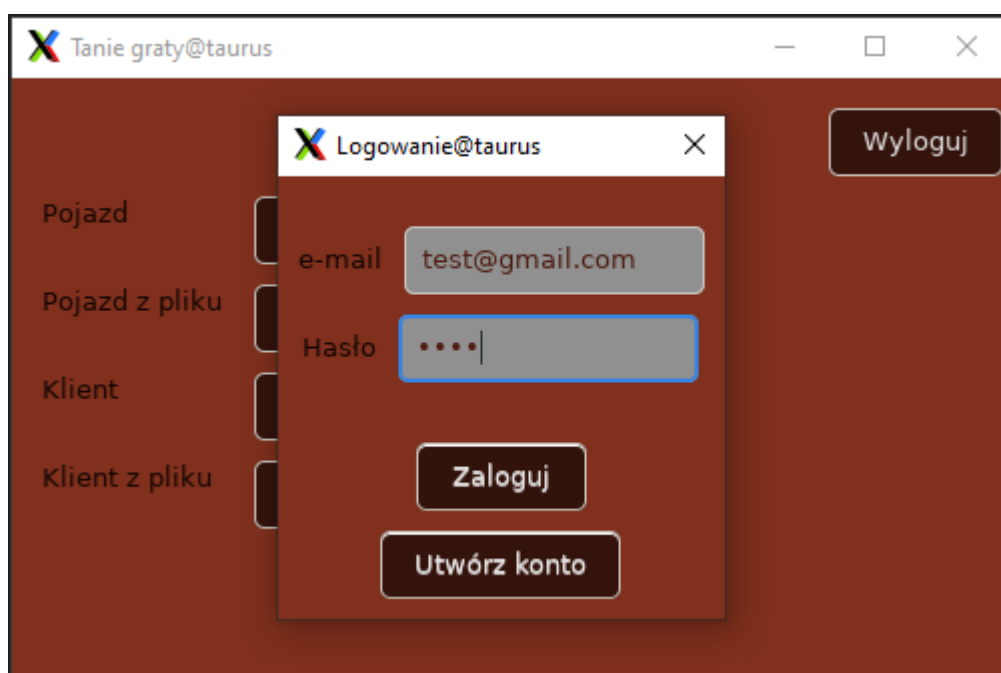 Tanie graty@taurus
Logowanie@taurus
Wyloguj
Pojazd
e-mail test@gmail.com
Pojazd z pliku
Hasło ••••
Klient
Klient z pliku
Zaloguj
Utwórz konto